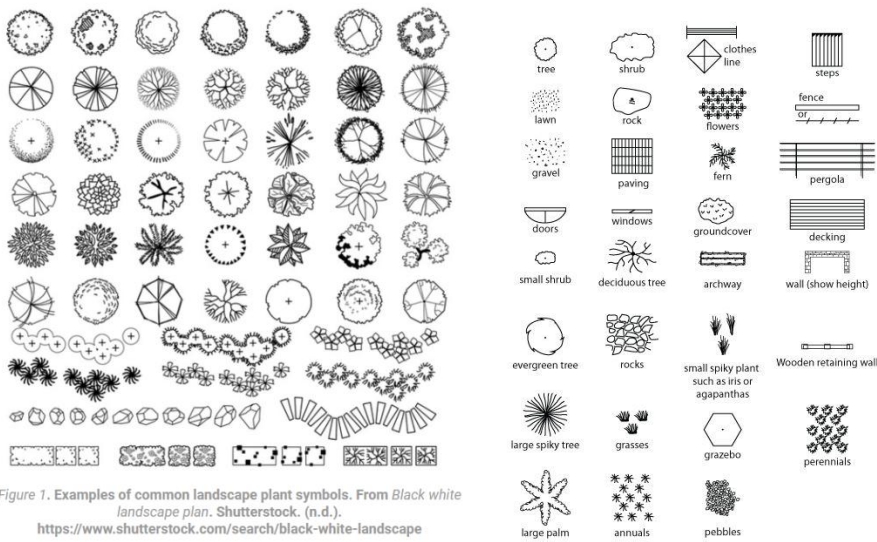 tree
shrub
clothes
line
steps
lawn
rock
flowers
fence
or
gravel
paving
fern
pergola
doors
windows
groundcover
decking
small shrub
deciduous tree
archway
wall (show height)
evergreen tree
rocks
small spiky plant
such as iris or
agapanthas
Wooden retaining wall
large spiky tree
grasses
grazebo
perennials
large palm
annuals
pebbles
Figure 1. Examples of common landscape plant symbols. From Black white
landscape plan. Shutterstock. (n.d.).
https://www.shutterstock.com/search/black-white-landscape